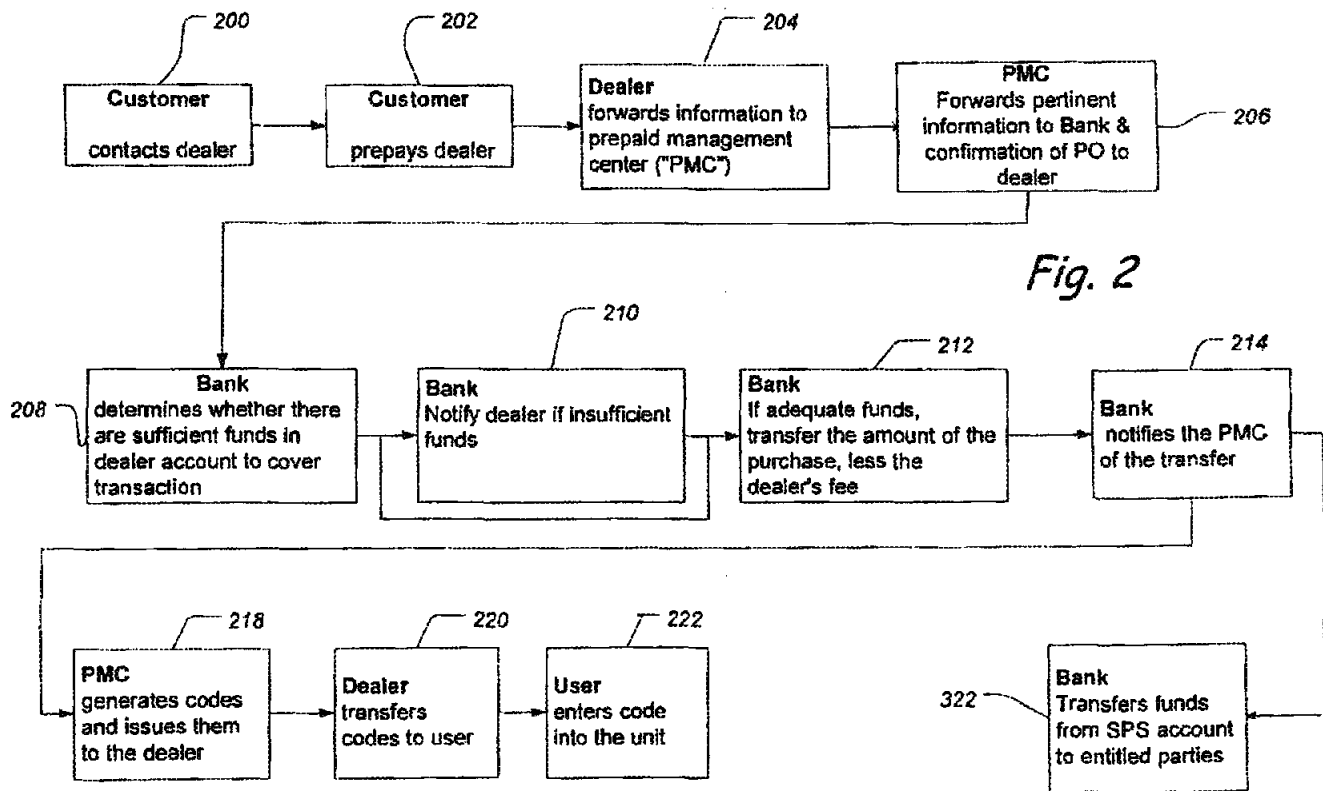 200
202
204
Customer
contacts dealer
Customer
prepays dealer
Dealer
forwards information to
prepaid management
center ("PMC")
PMC
Forwards pertinent
information to Bank &
confirmation of PO to
dealer
206
Fig. 2
208
Bank
determines whether there
are sufficient funds in
dealer account to cover
transaction
210
Bank
Notify dealer if insufficient
funds
212
Bank
If adequate funds,
transfer the amount of the
purchase, less the
dealer's fee
214
Bank
notifies the PMC
of the transfer
218
PMC
generates codes
and issues them
to the dealer
220
Dealer
transfers
codes to user
222
User
enters code
into the unit
322
Bank
Transfers funds
from SPS account
to entitled parties